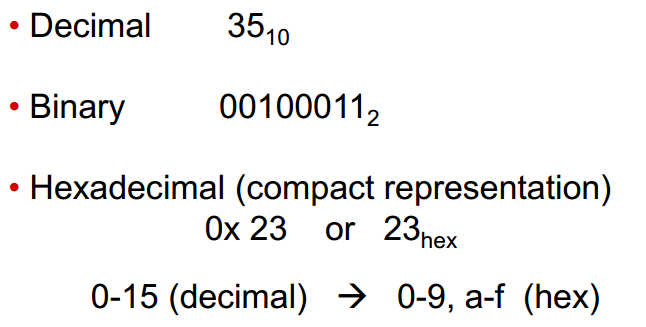 • Decimal 35₁₀
• Binary 00100011₂
• Hexadecimal (compact representation)
0x 23 or 23hex
0-15 (decimal) → 0-9, a-f (hex)